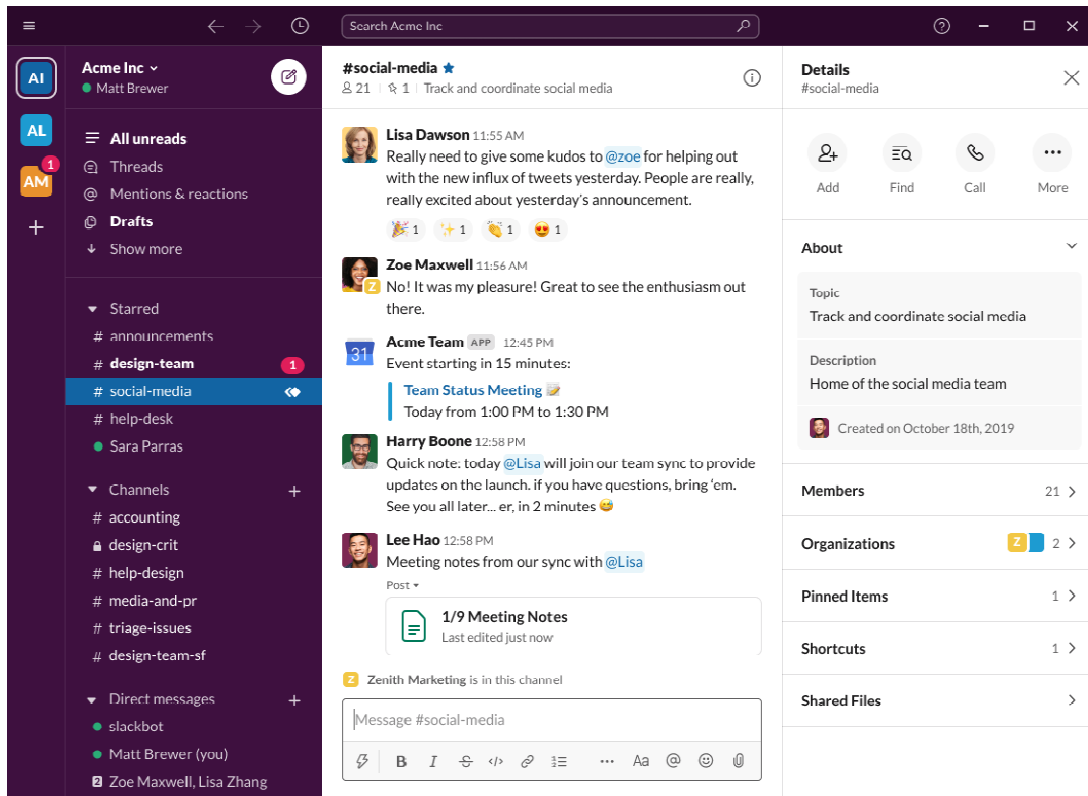 Search Acme Inc
AI
AL
1
AM
Acme Inc
Matt Brewer
All unreads
Threads
Mentions & reactions
Drafts
Show more
Starred
# announcements
# design-team 1
# social-media
# help-desk
Sara Parras
Channels +
# accounting
design-crit
# help-design
# media-and-pr
# triage-issues
# design-team-sf
Direct messages +
slackbot
Matt Brewer (you)
2 Zoe Maxwell, Lisa Zhang
#social-media
21 | 1 | Track and coordinate social media
Lisa Dawson 11:55 AM
Really need to give some kudos to @zoe for helping out
with the new influx of tweets yesterday. People are really,
really excited about yesterday's announcement.
1 1 1 1
Zoe Maxwell 11:56 AM
Z
No! It was my pleasure! Great to see the enthusiasm out
there.
31
Acme Team APP 12:45 PM
Event starting in 15 minutes:
Team Status Meeting
Today from 1:00 PM to 1:30 PM
Harry Boone 12:58 PM
Quick note: today @Lisa will join our team sync to provide
updates on the launch. if you have questions, bring 'em.
See you all later... er, in 2 minutes
Lee Hao 12:58 PM
Meeting notes from our sync with @Lisa
Post
1/9 Meeting Notes
Last edited just now
Z Zenith Marketing is in this channel
Message #social-media
B I S </> Aa @
Details
#social-media
Add Find Call More
About
Topic
Track and coordinate social media
Description
Home of the social media team
Created on October 18th, 2019
Members 21
Organizations Z 2
Pinned Items 1
Shortcuts 1
Shared Files